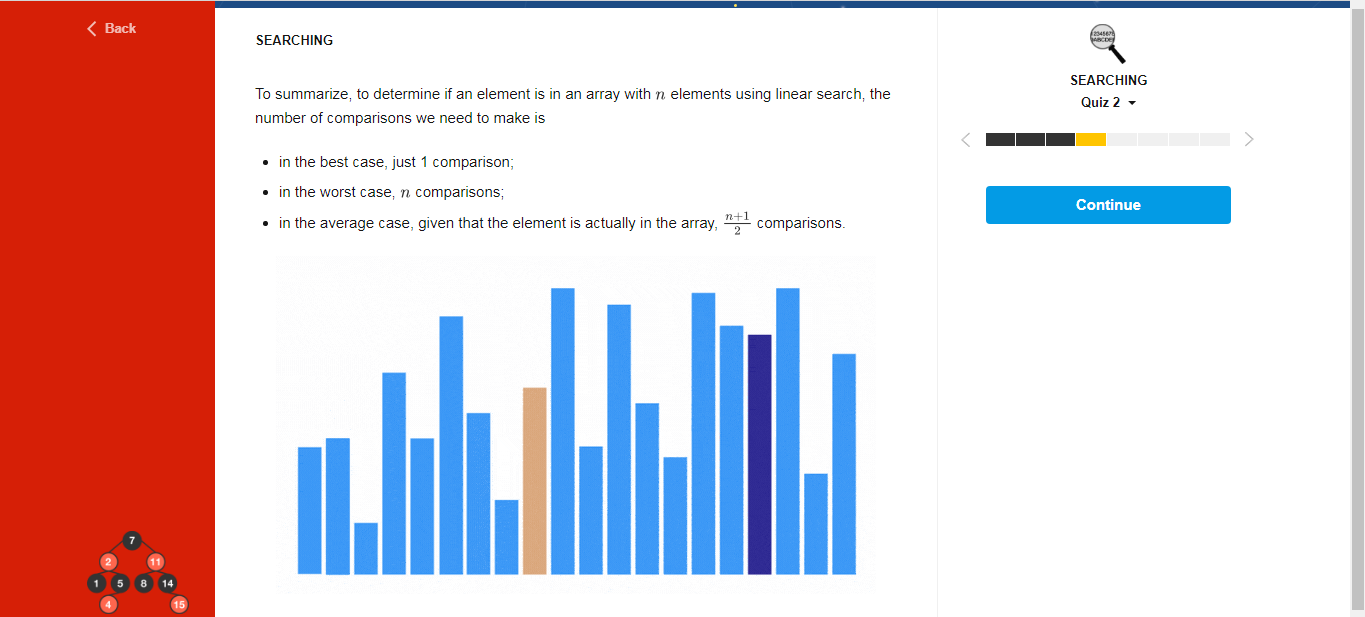 Back
SEARCHING
To summarize, to determine if an element is in an array with n elements using linear search, the
number of comparisons we need to make is
• in the best case, just 1 comparison;
• in the worst case, n comparisons;
• in the average case, given that the element is actually in the array, (n+1)/2 comparisons.
SEARCHING
Quiz 2
Continue
7
2 11
1 5 8 14
4 15